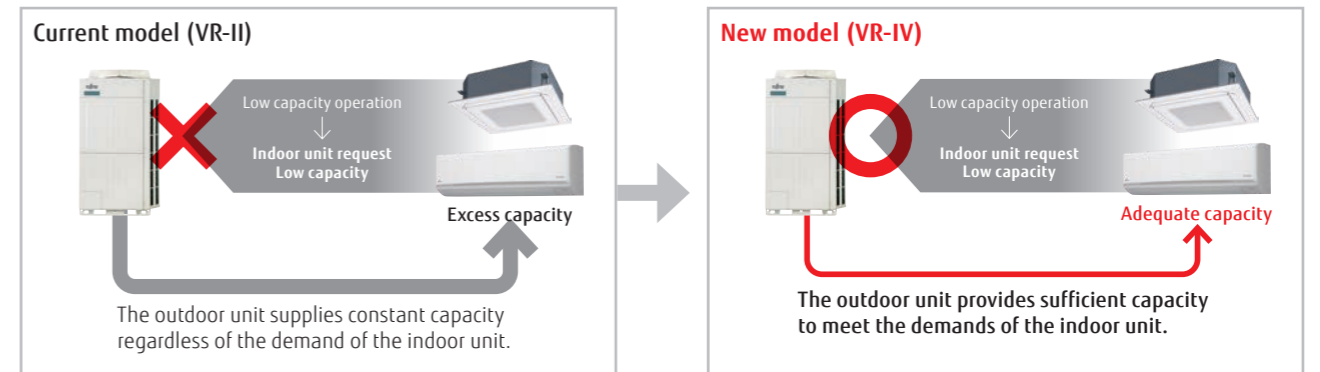 Current model (VR-II)
Low capacity operation
↓
Indoor unit request
Low capacity
Excess capacity
The outdoor unit supplies constant capacity
regardless of the demand of the indoor unit.
New model (VR-IV)
Low capacity operation
↓
Indoor unit request
Low capacity
Adequate capacity
The outdoor unit provides sufficient capacity
to meet the demands of the indoor unit.